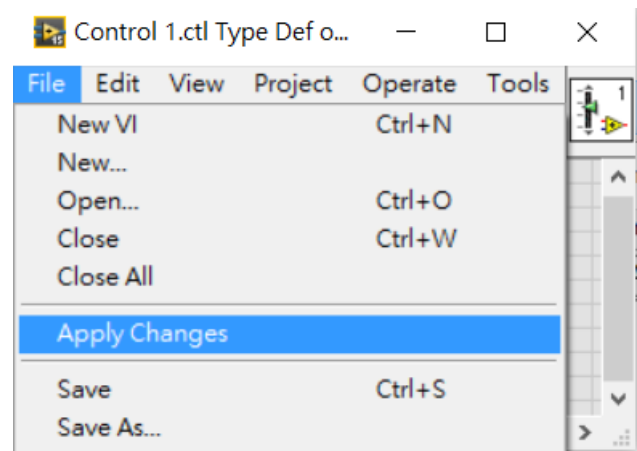 Control 1.ctl Type Def o...
File Edit View Project Operate Tools
1
New VI Ctrl+N
New...
Open... Ctrl+O
Close Ctrl+W
Close All
Apply Changes
Save Ctrl+S
Save As...